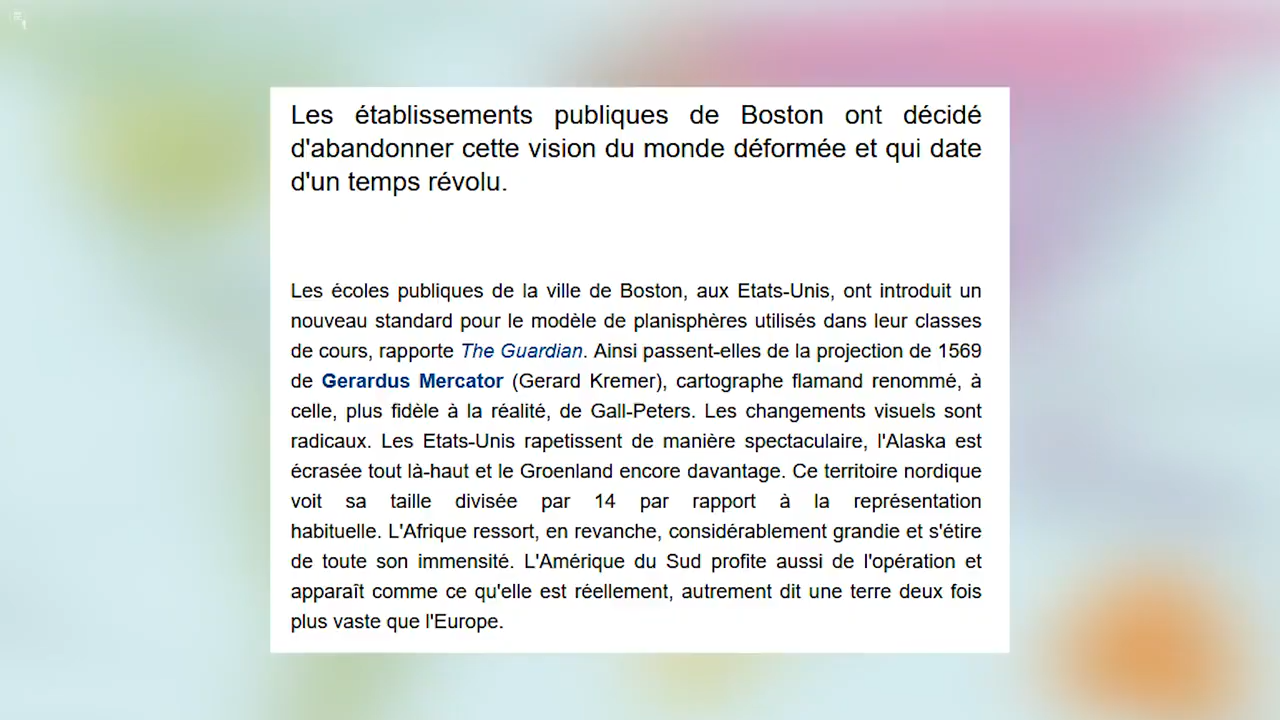 Les établissements publiques de Boston ont décidé
d'abandonner cette vision du monde déformée et qui date
d'un temps révolu.
Les écoles publiques de la ville de Boston, aux Etats-Unis, ont introduit un
nouveau standard pour le modèle de planisphères utilisés dans leur classes
de cours, rapporte The Guardian. Ainsi passent-elles de la projection de 1569
de Gerardus Mercator (Gerard Kremer), cartographe flamand renommé, à
celle, plus fidèle à la réalité, de Gall-Peters. Les changements visuels sont
radicaux. Les Etats-Unis rapetissent de manière spectaculaire, l'Alaska est
écrasée tout là-haut et le Groenland encore davantage. Ce territoire nordique
voit sa taille divisée par 14 par rapport à la représentation
habituelle. L'Afrique ressort, en revanche, considérablement grandie et s'étire
de toute son immensité. L'Amérique du Sud profite aussi de l'opération et
apparaît comme ce qu'elle est réellement, autrement dit une terre deux fois
plus vaste que l'Europe.